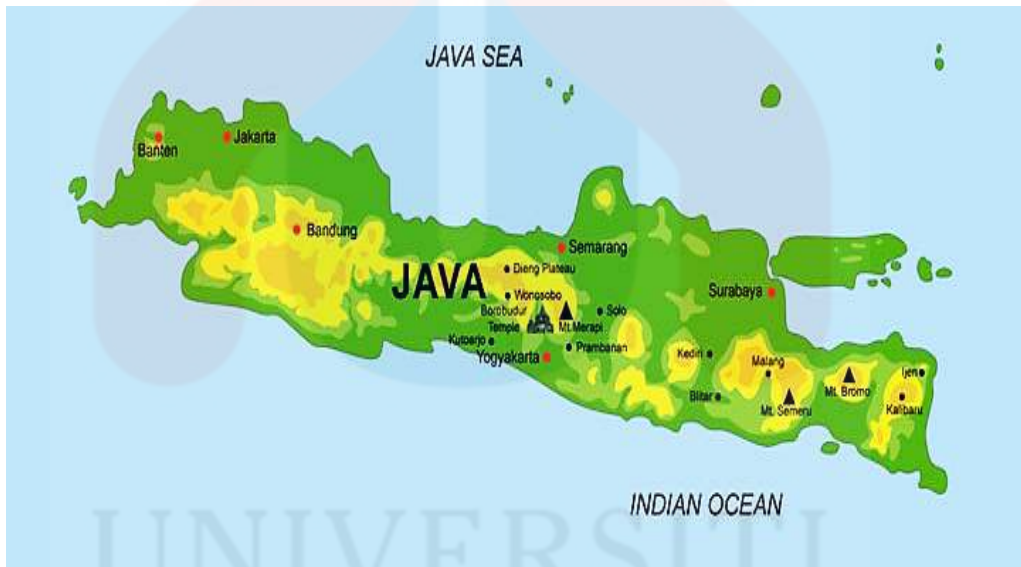 JAVA SEA
Banten
Jakarta
Bandung
Semarang
JAVA
Dieng Plateau
Wonosobo
Borobudur
Temple
Mt.Merapi
Solo
Surabaya
Kutoarjo
Yogyakarta
Prambanan
Kediri
Malang
Ijen
Blitar
Mt. Semeru
Mt. Bromo
Kalibaru
INDIAN OCEAN
UNIVERSITI